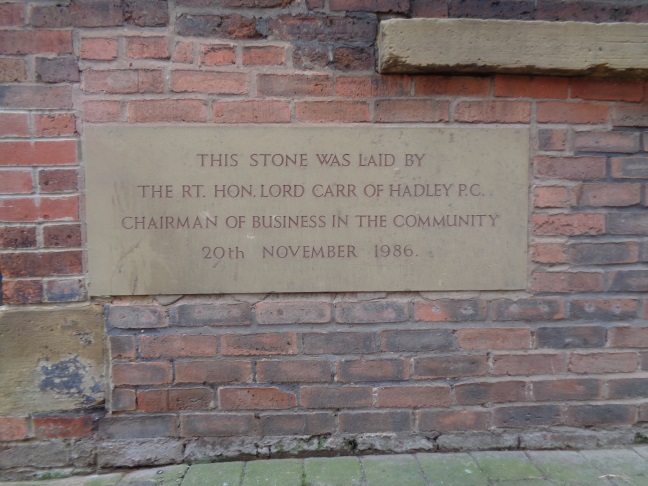 THIS STONE WAS LAID BY
THE RT. HON. LORD CARR OF HADLEY P.C.
CHAIRMAN OF BUSINESS IN THE COMMUNITY
20th NOVEMBER 1986.